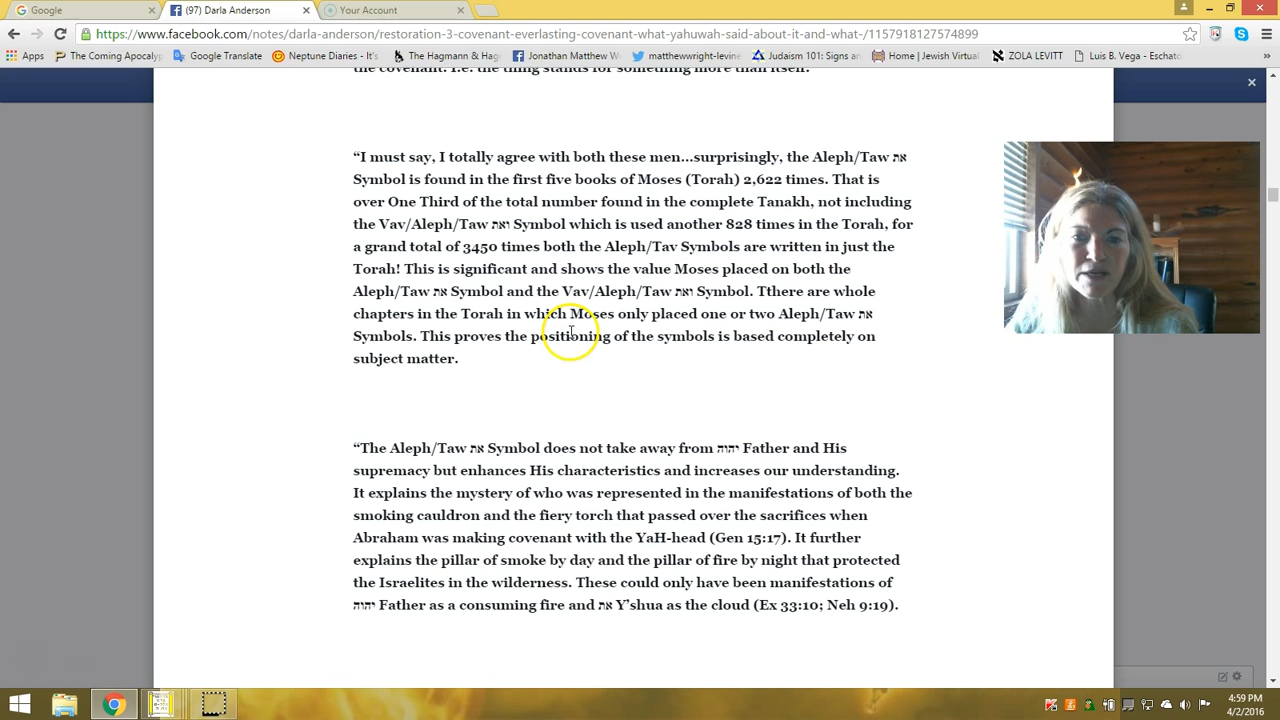 Google
(97) Darla Anderson
Your Account
https://www.facebook.com/notes/darla-anderson/restoration-3-covenant-everlasting-covenant-what-yahuwah-said-about-it-and-what-/1157918127574899
Apps
The Coming Apocalyp
Google Translate
Neptune Diaries - It's
The Hagmann and H
Jonathan Matthew W
matthewwright-levine
Judaism 101: Signs an
Home | Jewish Virtual
ZOLA LEVITT
Luis B. Vega - Eschato
the covenant. I.e. the thing stands for something more than itself.
“I must say, I totally agree with both these men...surprisingly, the Aleph/Taw את
Symbol is found in the first five books of Moses (Torah) 2,622 times. That is
over One Third of the total number found in the complete Tanakh, not including
the Vav/Aleph/Taw ואת Symbol which is used another 828 times in the Torah, for
a grand total of 3450 times both the Aleph/Tav Symbols are written in just the
Torah! This is significant and shows the value Moses placed on both the
Aleph/Taw את Symbol and the Vav/Aleph/Taw ואת Symbol. Tthere are whole
chapters in the Torah in which Moses only placed one or two Aleph/Taw את
Symbols. This proves the positioning of the symbols is based completely on
subject matter.
“The Aleph/Taw את Symbol does not take away from יהוה Father and His
supremacy but enhances His characteristics and increases our understanding.
It explains the mystery of who was represented in the manifestations of both the
smoking cauldron and the fiery torch that passed over the sacrifices when
Abraham was making covenant with the YaH-head (Gen 15:17). It further
explains the pillar of smoke by day and the pillar of fire by night that protected
the Israelites in the wilderness. These could only have been manifestations of
יהוה Father as a consuming fire and את Y’shua as the cloud (Ex 33:10; Neh 9:19).
4:59 PM
4/2/2016